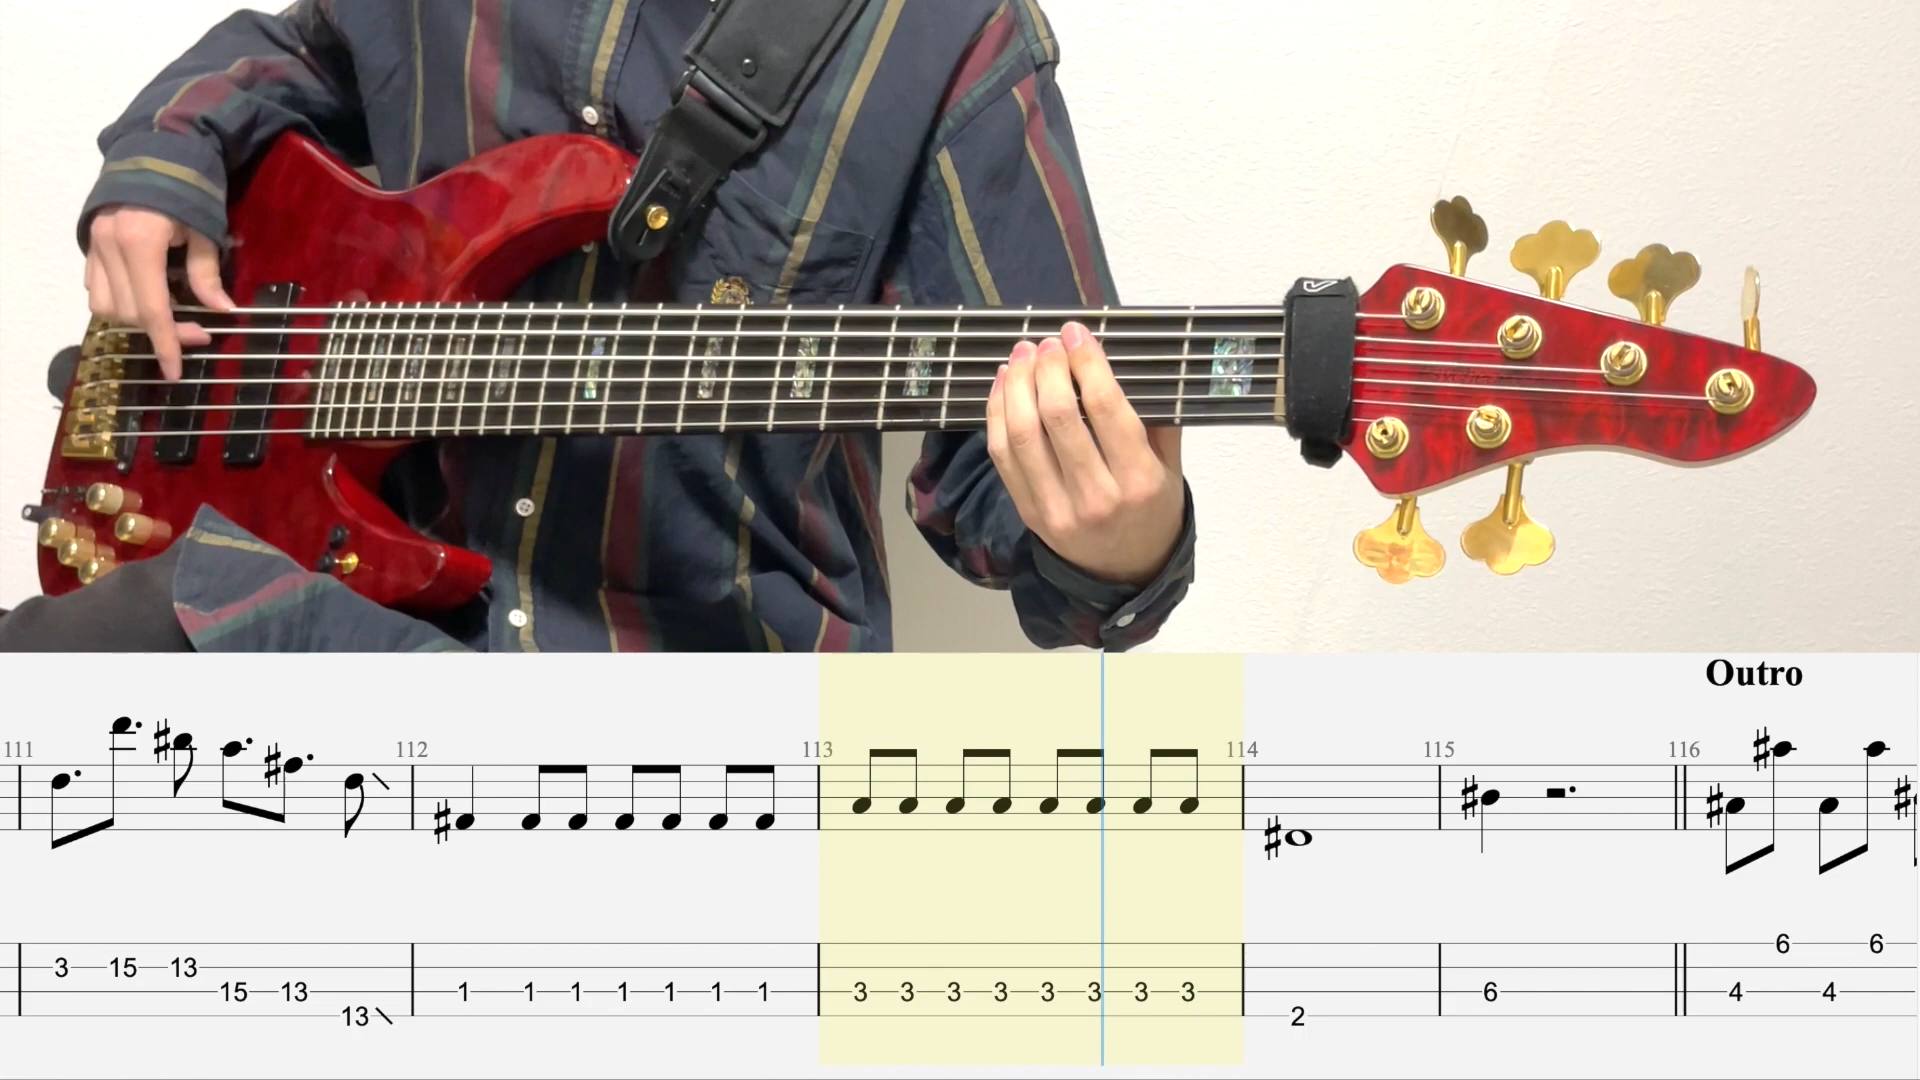 Outro
111 112 113 114 115 116
6 6
3 15 13
15 13 1 1 1 1 1 1 1 3 3 3 3 3 3 3 3 6 4 4
13 2